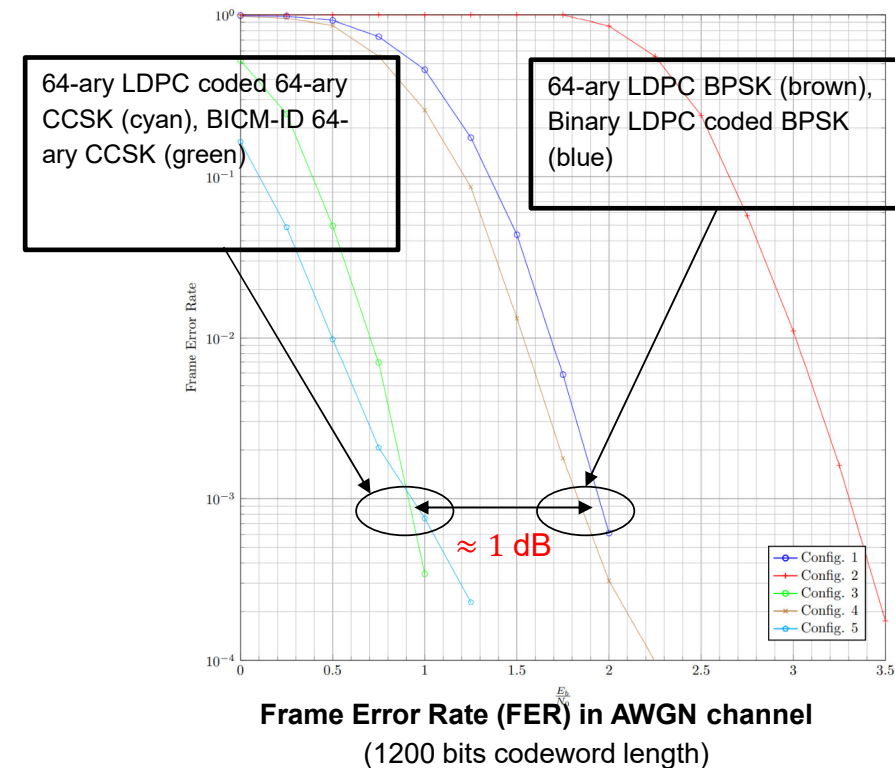 10^0
64-ary LDPC coded 64-ary
CCSK (cyan), BICM-ID 64-
ary CCSK (green)
64-ary LDPC BPSK (brown),
Binary LDPC coded BPSK
(blue)
10^−1
Frame Error Rate
10^−2
10^−3
≈ 1 dB
Config. 1
Config. 2
Config. 3
Config. 4
Config. 5
10^−4
0 0.5 1 1.5 2 2.5 3 3.5
Frame Error Rate (FER) in AWGN channel
(1200 bits codeword length)